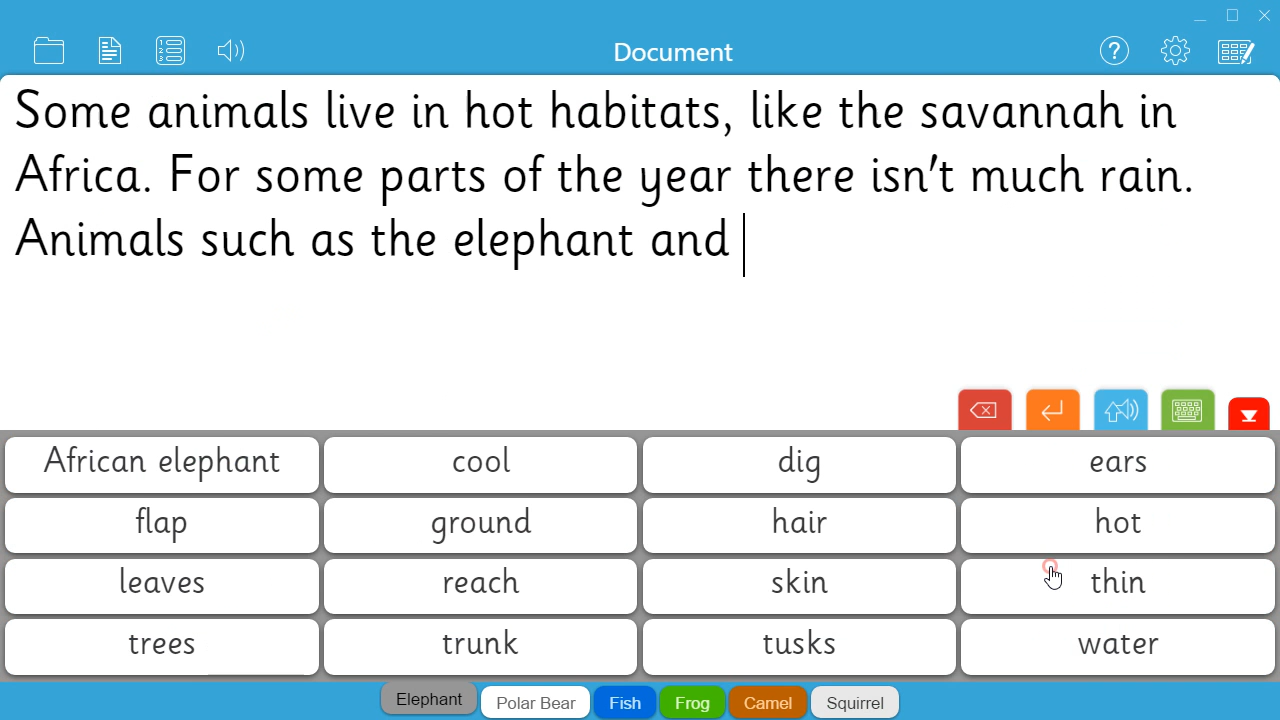 Document
Some animals live in hot habitats, like the savannah in
Africa. For some parts of the year there isn't much rain.
Animals such as the elephant and
African elephant cool dig ears
flap ground hair hot
leaves reach skin thin
trees trunk tusks water
Elephant Polar Bear Fish Frog Camel Squirrel